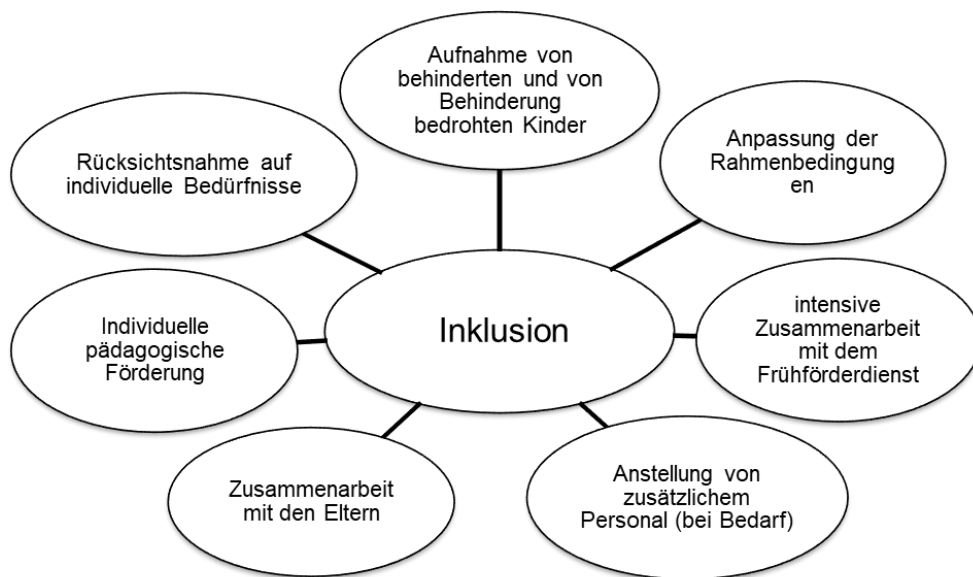 Aufnahme von
behinderten und von
Behinderung
bedrohten Kinder
Rücksichtsnahme auf
individuelle Bedürfnisse
Anpassung der
Rahmenbedingung
en
Inklusion
Individuelle
pädagogische
Förderung
intensive
Zusammenarbeit
mit dem
Frühförderdienst
Zusammenarbeit
mit den Eltern
Anstellung von
zusätzlichem
Personal (bei Bedarf)